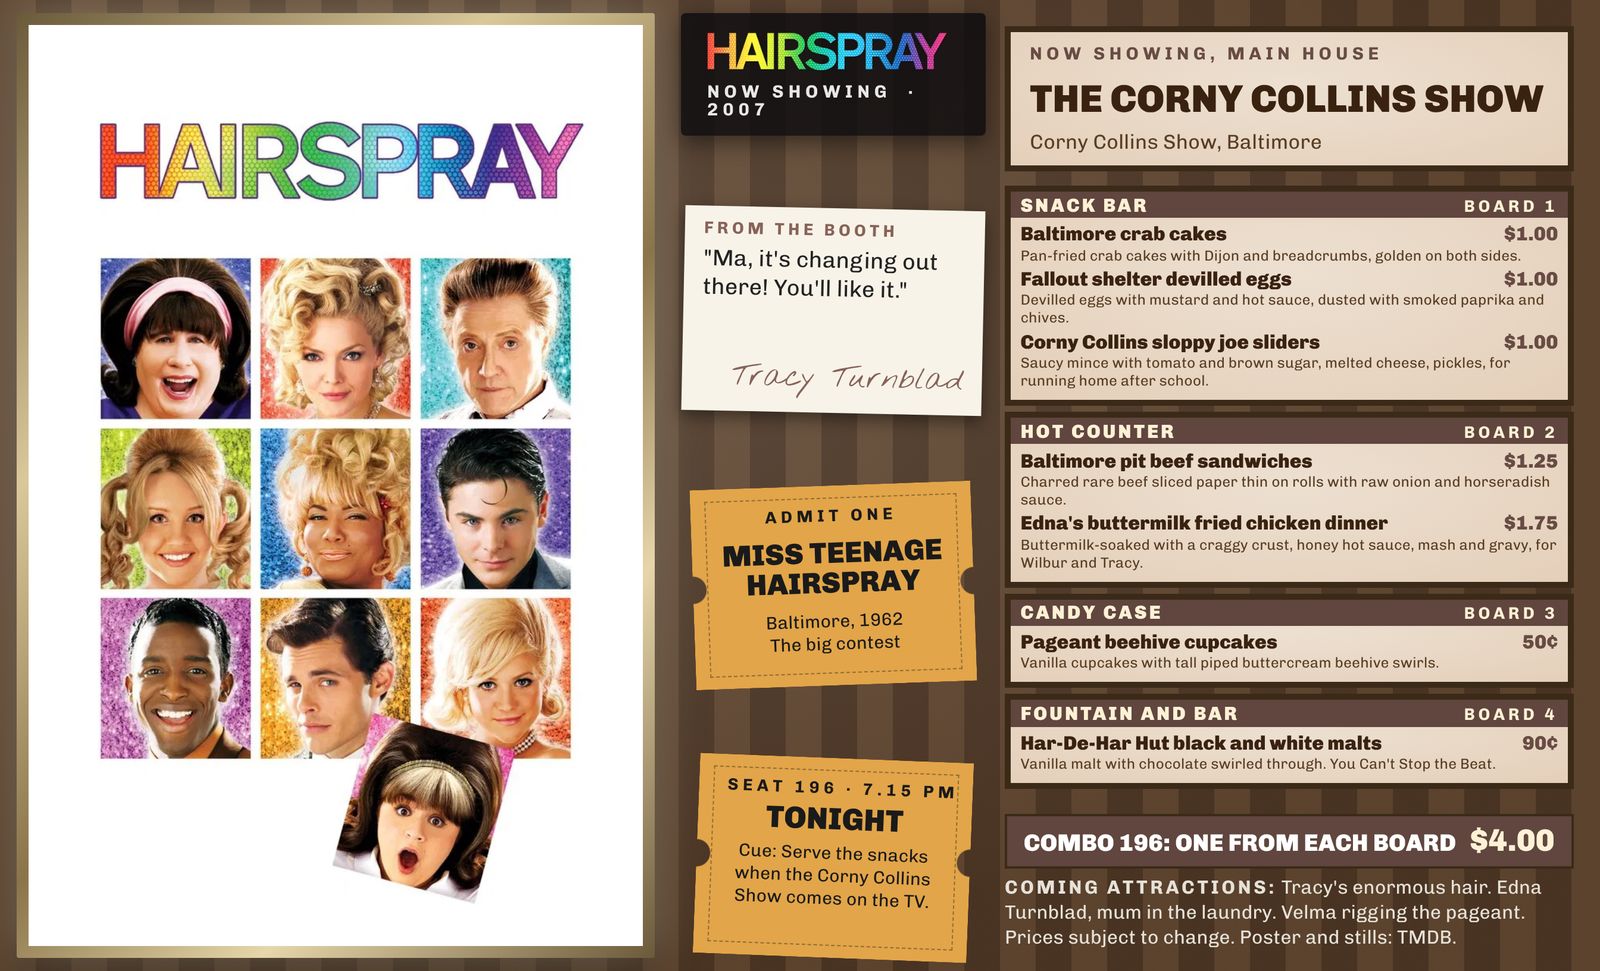 HAIRSPRAY
HAIRSPRAY
NOW SHOWING ·
2007
FROM THE BOOTH
"Ma, it's changing out
there! You'll like it."
Tracy Turnblad
ADMIT ONE
MISS TEENAGE
HAIRSPRAY
Baltimore, 1962
The big contest
SEAT 196 · 7.15 PM
TONIGHT
Cue: Serve the snacks
when the Corny Collins
Show comes on the TV.
NOW SHOWING, MAIN HOUSE
THE CORNY COLLINS SHOW
Corny Collins Show, Baltimore
SNACK BAR BOARD 1
Baltimore crab cakes $1.00
Pan-fried crab cakes with Dijon and breadcrumbs, golden on both sides.
Fallout shelter devilled eggs $1.00
Devilled eggs with mustard and hot sauce, dusted with smoked paprika and
chives.
Corny Collins sloppy joe sliders $1.00
Saucy mince with tomato and brown sugar, melted cheese, pickles, for
running home after school.
HOT COUNTER BOARD 2
Baltimore pit beef sandwiches $1.25
Charred rare beef sliced paper thin on rolls with raw onion and horseradish
sauce.
Edna's buttermilk fried chicken dinner $1.75
Buttermilk-soaked with a craggy crust, honey hot sauce, mash and gravy, for
Wilbur and Tracy.
CANDY CASE BOARD 3
Pageant beehive cupcakes 50¢
Vanilla cupcakes with tall piped buttercream beehive swirls.
FOUNTAIN AND BAR BOARD 4
Har-De-Har Hut black and white malts 90¢
Vanilla malt with chocolate swirled through. You Can't Stop the Beat.
COMBO 196: ONE FROM EACH BOARD $4.00
COMING ATTRACTIONS: Tracy's enormous hair. Edna
Turnblad, mum in the laundry. Velma rigging the pageant.
Prices subject to change. Poster and stills: TMDB.